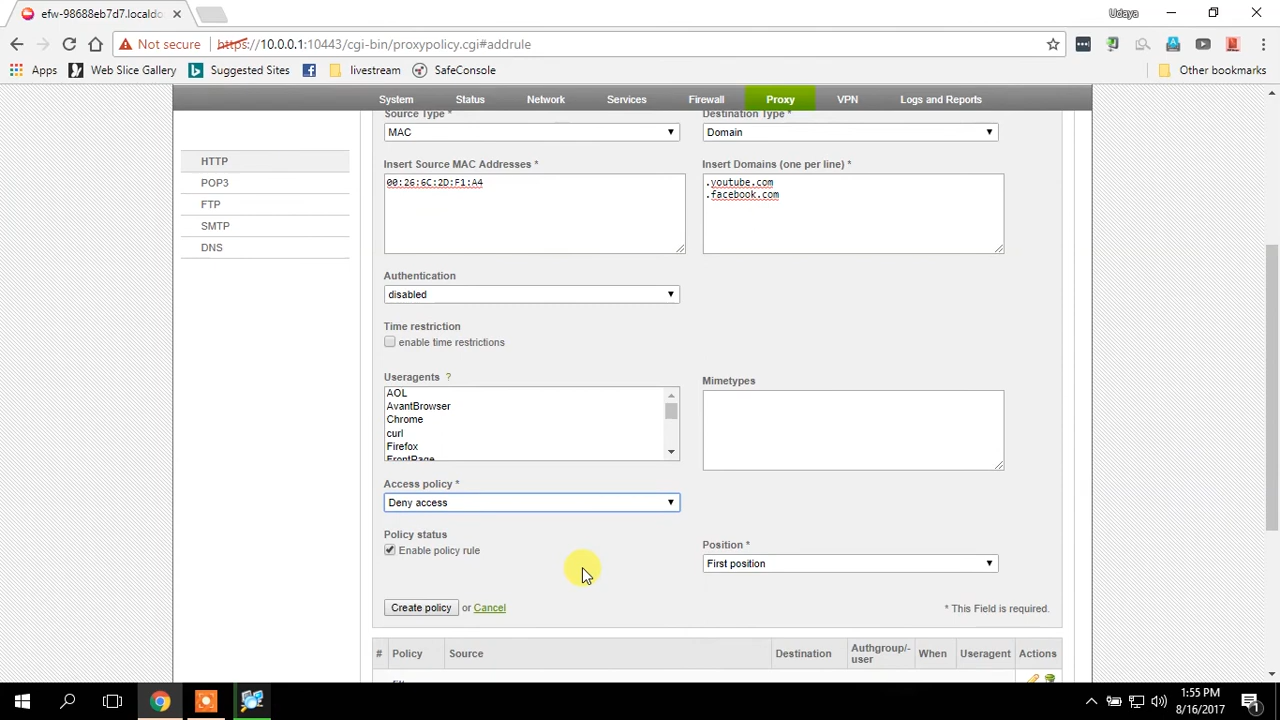 efw-98688eb7d7.localdo
Udaya
Not secure
https://10.0.0.1:10443/cgi-bin/proxypolicy.cgi#addrule
Apps
Web Slice Gallery
Suggested Sites
livestream
SafeConsole
Other bookmarks
System
Status
Network
Services
Firewall
Proxy
VPN
Logs and Reports
HTTP
POP3
FTP
SMTP
DNS
Source Type *
Destination Type *
MAC
Domain
Insert Source MAC Addresses *
Insert Domains (one per line) *
00:26:6C:2D:F1:A4
.youtube.com
.facebook.com
Authentication
disabled
Time restriction
enable time restrictions
Useragents ?
Mimetypes
AOL
AvantBrowser
Chrome
curl
Firefox
FrontPage
Access policy *
Deny access
Policy status
Enable policy rule
Position *
First position
Create policy or Cancel
* This Field is required.
# Policy Source Destination Authgroup/-user When Useragent Actions
1:55 PM
8/16/2017